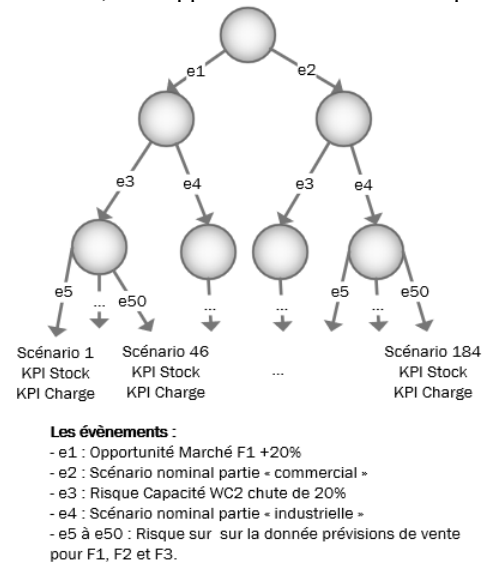 e1
e2
e3
e4
e3
e4
e5
...
e50
...
...
e5
...
e50
Scénario 1
KPI Stock
KPI Charge
Scénario 46
KPI Stock
KPI Charge
...
Scénario 184
KPI Stock
KPI Charge
Les évènements :
- e1 : Opportunité Marché F1 +20%
- e2 : Scénario nominal partie « commercial »
- e3 : Risque Capacité WC2 chute de 20%
- e4 : Scénario nominal partie « industrielle »
- e5 à e50 : Risque sur sur la donnée prévisions de vente
pour F1, F2 et F3.